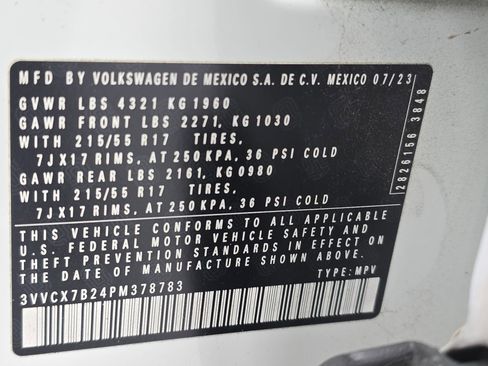 MFD BY VOLKSWAGEN DE MEXICO S.A. DE C.V. MEXICO 07/23
GVWR LBS 4321 KG 1960
GAWR FRONT LBS 2271, KG 1030
WITH 215/55 R17 TIRES,
7JX17 RIMS, AT 250 KPA, 36 PSI COLD
GAWR REAR LBS 2161, KG0980
WITH 215/55 R17 TIRES,
7JX17 RIMS, AT 250 KPA, 36 PSI COLD
THIS VEHICLE CONFORMS TO ALL APPLICABLE
U.S. FEDERAL MOTOR VEHICLE SAFETY AND
THEFT PREVENTION STANDARDS IN EFFECT ON
THE DATE OF MANUFACTURE SHOWN ABOVE.
3VVCX7B24PM378783 TYPE: MPV
2826156 3848